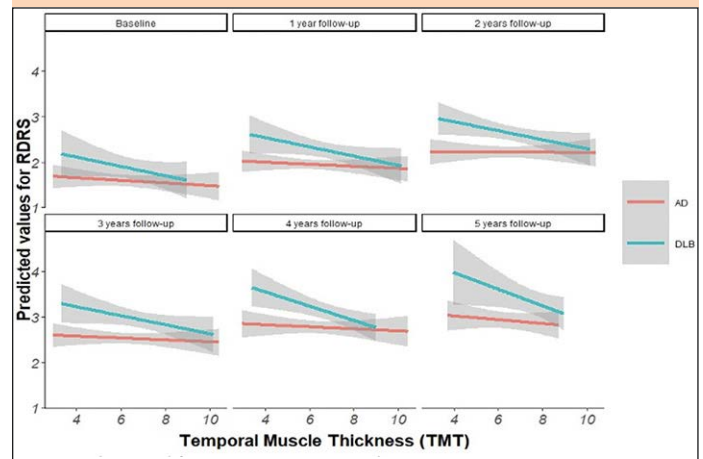 Baseline
1 year follow-up
2 years follow-up
4
3
2
1
3 years follow-up
4 years follow-up
5 years follow-up
4
3
2
1
4 6 8 10
4 6 8 10
4 6 8 10
Predicted values for RDRS
Temporal Muscle Thickness (TMT)
AD
DLB